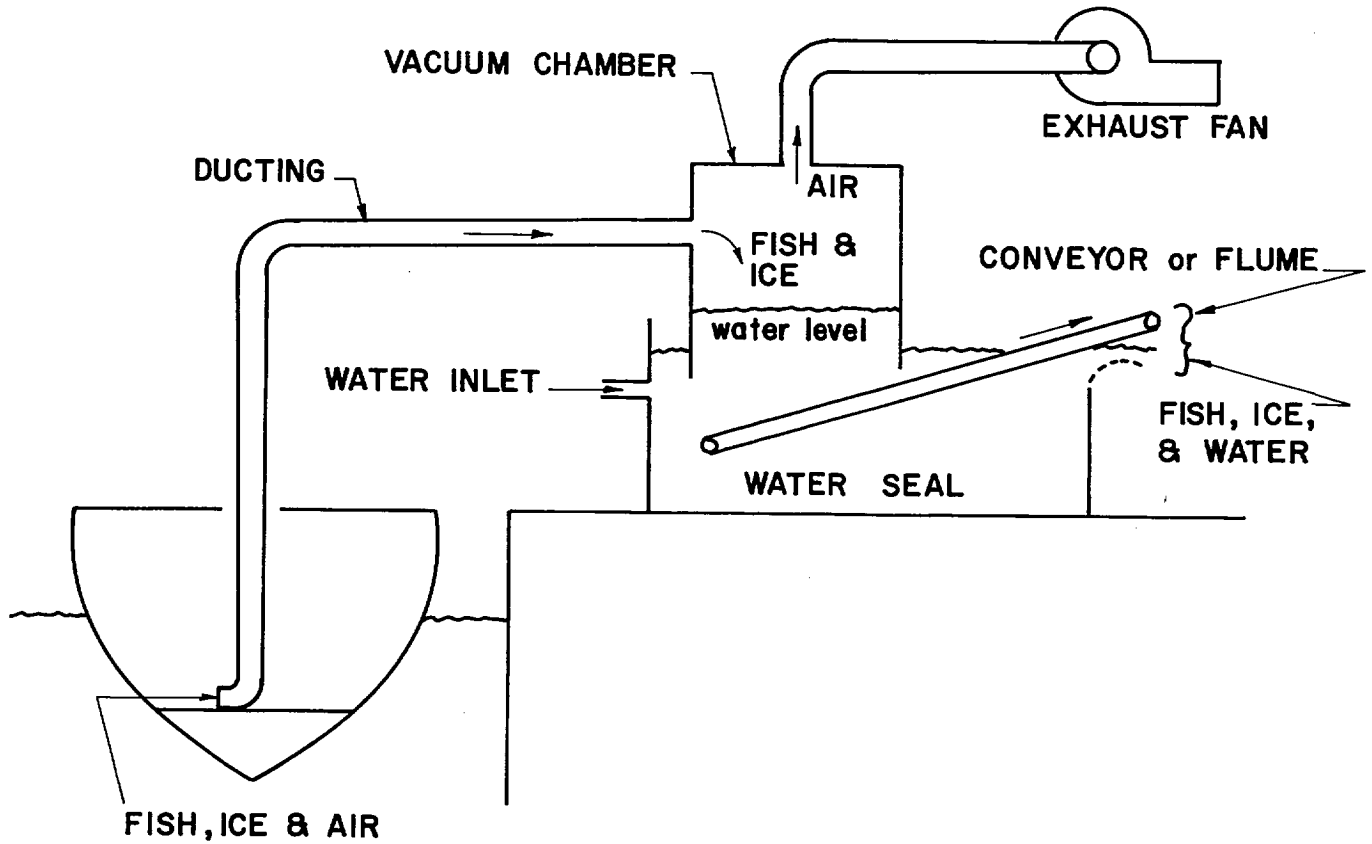 VACUUM CHAMBER
EXHAUST FAN
DUCTING
AIR
FISH &
ICE
CONVEYOR or FLUME
water level
WATER INLET
FISH, ICE,
& WATER
WATER SEAL
FISH, ICE & AIR